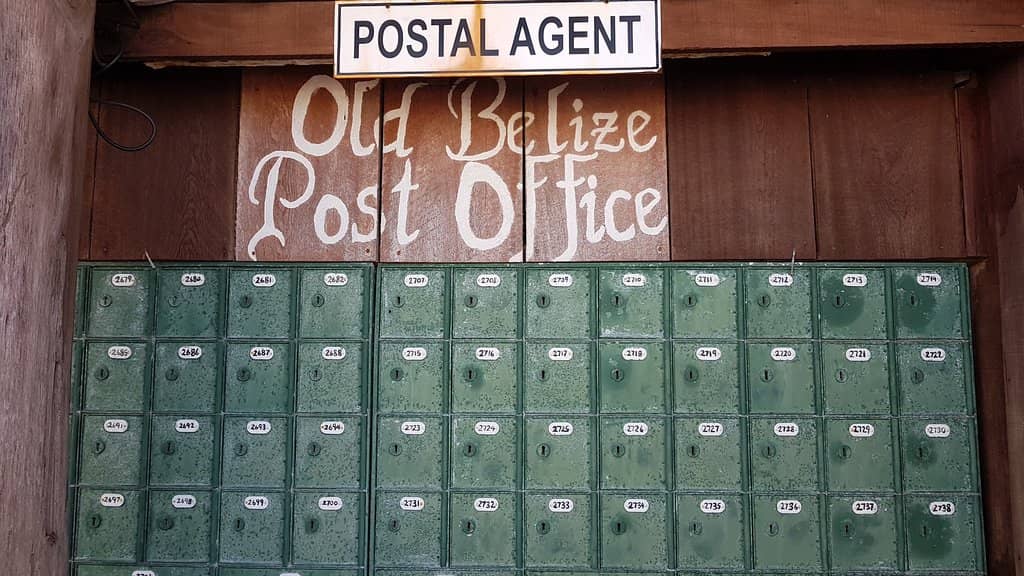 POSTAL AGENT
Old Belize
Post Office
2679 2680 2681 2682 2707 2708 2709 2710 2711 2712 2713 2714
2685 2686 2687 2688 2715 2716 2717 2718 2719 2720 2721 2722
2691 2692 2693 2694 2723 2724 2725 2726 2727 2728 2729 2730
2697 2698 2699 2700 2731 2732 2733 2734 2735 2736 2737 2738